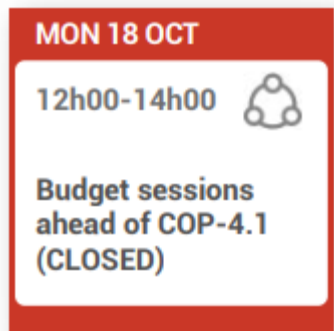 MON 18 OCT
12h00-14h00
Budget sessions
ahead of COP-4.1
(CLOSED)